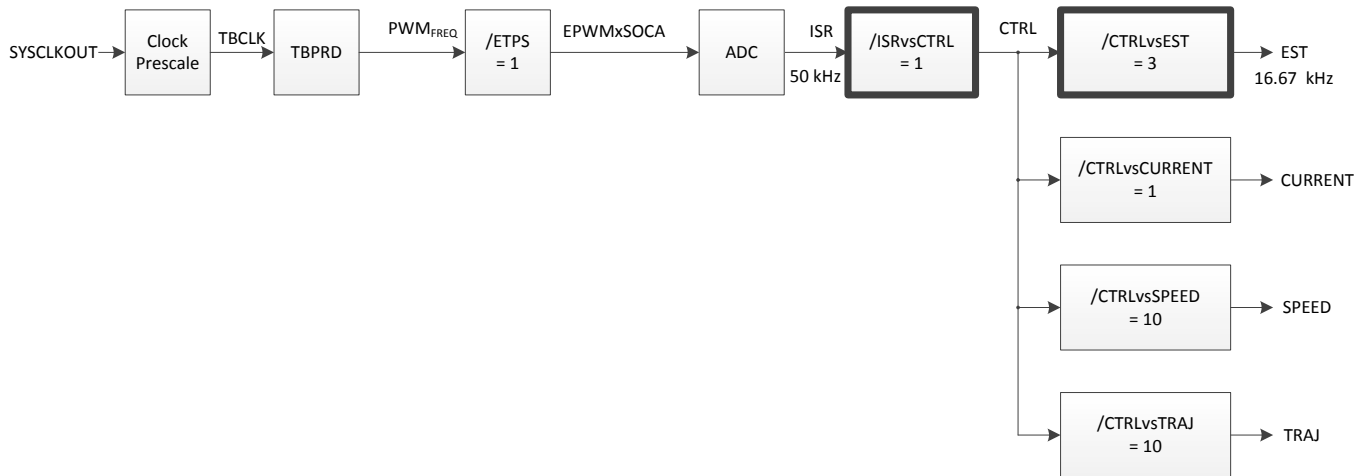 SYSCLKOUT
Clock
Prescale
TBCLK
TBPRD
PWMFREQ
/ETPS
= 1
EPWMxSOCA
ADC
ISR
50 kHz
/ISRvsCTRL
= 1
CTRL
/CTRLvsEST
= 3
EST
16.67 kHz
/CTRLvsCURRENT
= 1
CURRENT
/CTRLvsSPEED
= 10
SPEED
/CTRLvsTRAJ
= 10
TRAJ